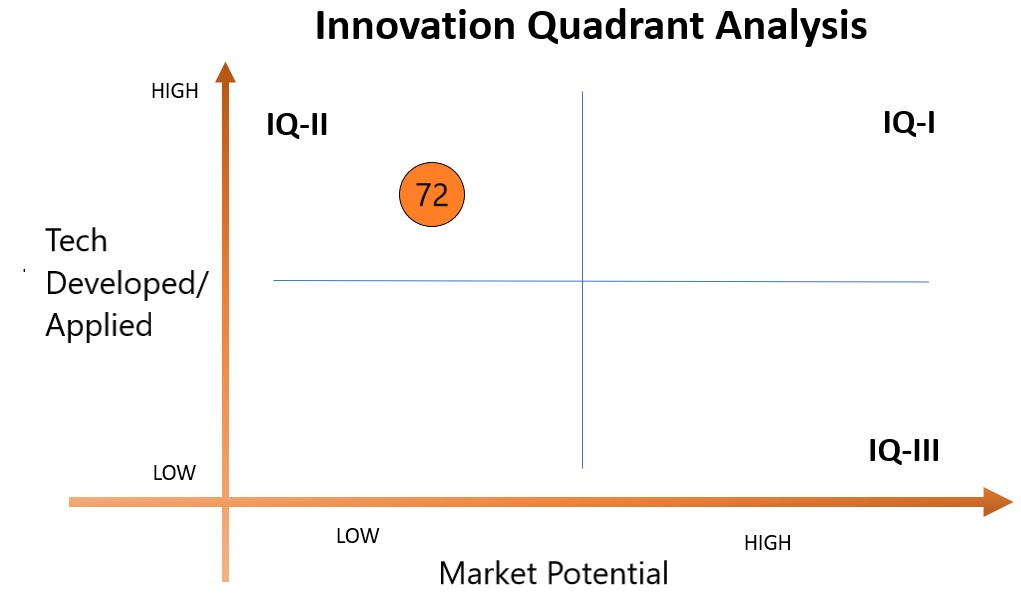 Innovation Quadrant Analysis
HIGH
IQ-II
IQ-I
72
Tech
Developed/
Applied
IQ-III
LOW
LOW
HIGH
Market Potential